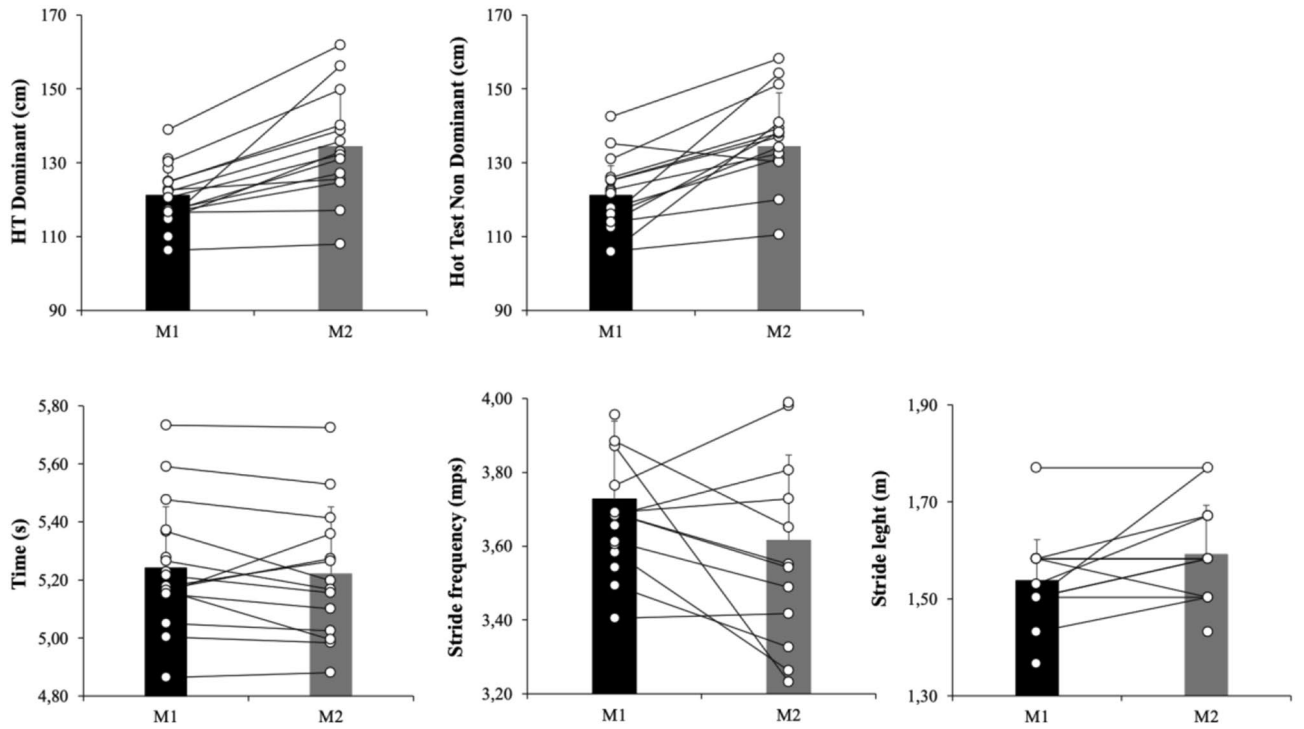 HT Dominant (cm)
170
150
130
110
90
M1
M2
Hot Test Non Dominant (cm)
170
150
130
110
90
M1
M2
Time (s)
5,80
5,60
5,40
5,20
5,00
4,80
M1
M2
Stride frequency (mps)
4,00
3,80
3,60
3,40
3,20
M1
M2
Stride leght (m)
1,90
1,70
1,50
1,30
M1
M2